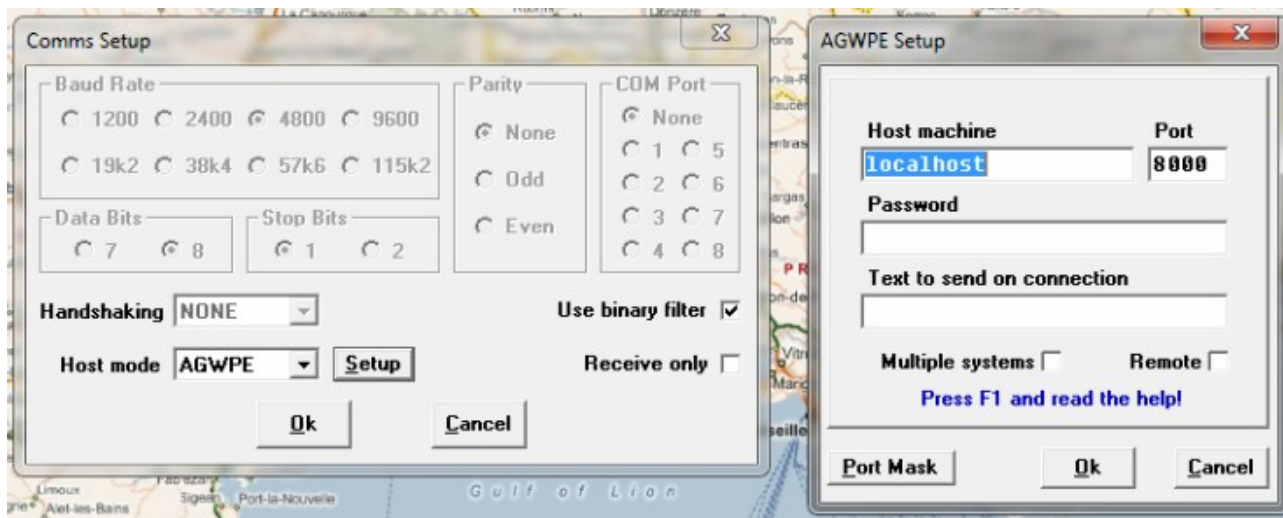 Comms Setup
Baud Rate
1200 2400 4800 9600
19k2 38k4 57k6 115k2
Parity
None
Odd
Even
COM Port
None
1 5
2 6
3 7
4 8
Data Bits
7 8
Stop Bits
1 2
Handshaking NONE
Use binary filter
Host mode AGWPE Setup
Receive only
Ok Cancel
AGWPE Setup
Host machine Port
localhost 8000
Password
Text to send on connection
Multiple systems Remote
Press F1 and read the help!
Port Mask Ok Cancel
Limoux
Alet-les-Bains
Sigean
Port-la-Nouvelle
Gulf of Lion